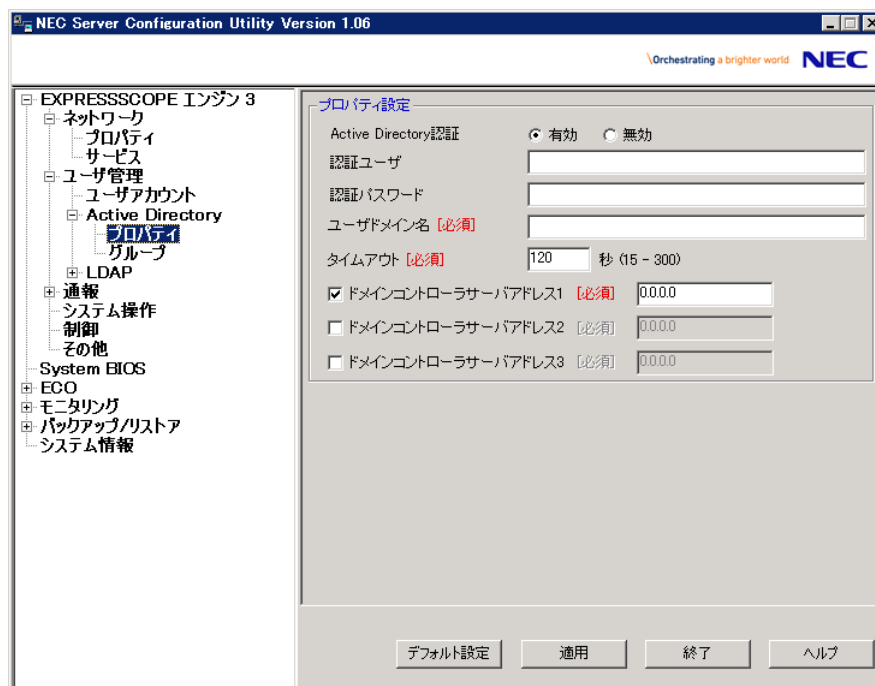 NEC Server Configuration Utility Version 1.06
\Orchestrating a brighter world NEC
EXPRESSSCOPE エンジン 3
ネットワーク
プロパティ
サービス
ユーザ管理
ユーザアカウント
Active Directory
プロパティ
グループ
LDAP
通報
システム操作
制御
その他
System BIOS
ECO
モニタリング
バックアップ/リストア
システム情報
プロパティ設定
Active Directory認証 有効 無効
認証ユーザ
認証パスワード
ユーザドメイン名 [必須]
タイムアウト [必須] 120 秒 (15 - 300)
ドメインコントローラサーバアドレス1 [必須] 0.0.0.0
ドメインコントローラサーバアドレス2 [必須] 0.0.0.0
ドメインコントローラサーバアドレス3 [必須] 0.0.0.0
デフォルト設定 適用 終了 ヘルプ